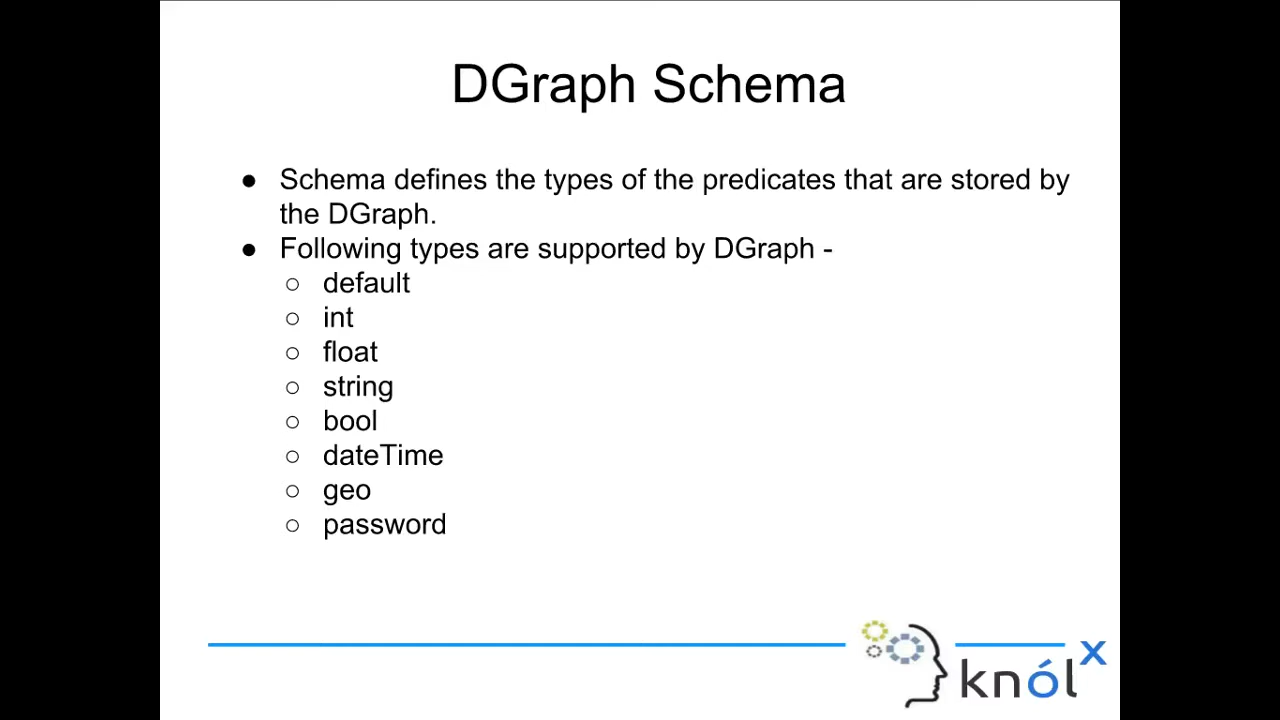 DGraph Schema
● Schema defines the types of the predicates that are stored by
the DGraph.
● Following types are supported by DGraph -
○ default
○ int
○ float
○ string
○ bool
○ dateTime
○ geo
○ password
knólx